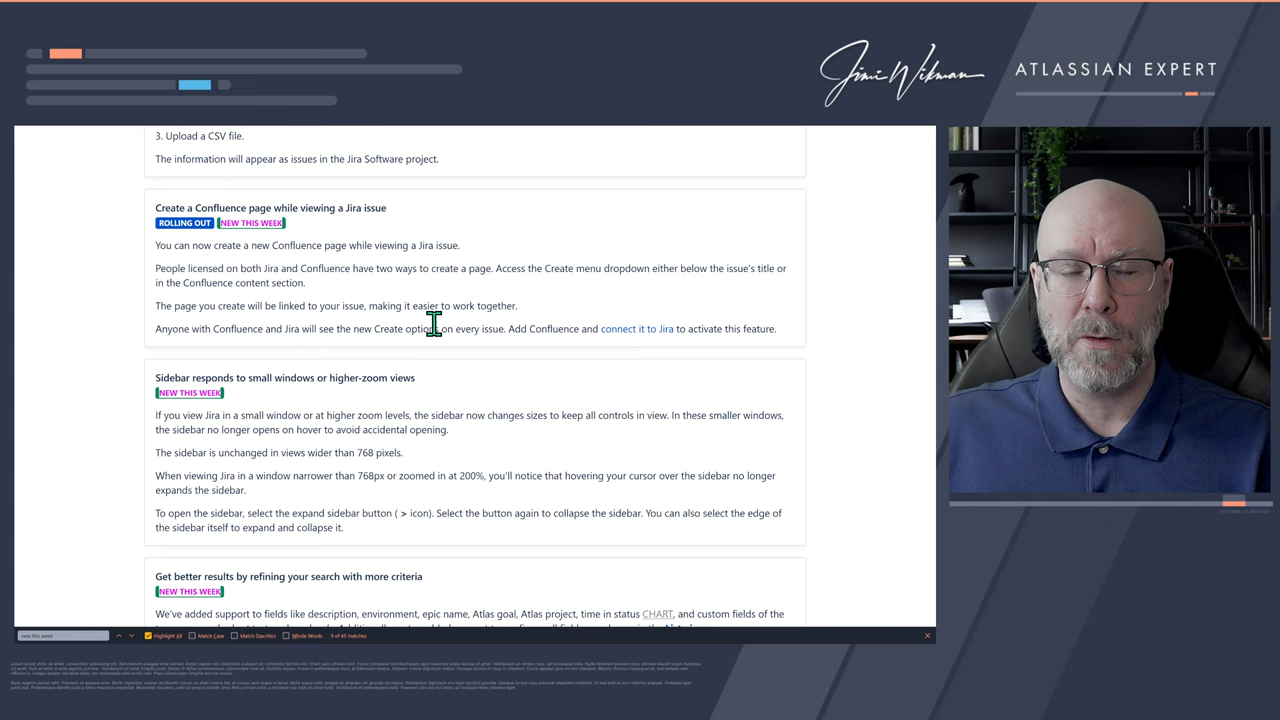 Jimi Wikman
ATLASSIAN EXPERT
3. Upload a CSV file.
The information will appear as issues in the Jira Software project.
Create a Confluence page while viewing a Jira issue
ROLLING OUT NEW THIS WEEK
You can now create a new Confluence page while viewing a Jira issue.
People licensed on both Jira and Confluence have two ways to create a page. Access the Create menu dropdown either below the issue's title or
in the Confluence content section.
The page you create will be linked to your issue, making it easier to work together.
Anyone with Confluence and Jira will see the new Create option on every issue. Add Confluence and connect it to Jira to activate this feature.
Sidebar responds to small windows or higher-zoom views
NEW THIS WEEK
If you view Jira in a small window or at higher zoom levels, the sidebar now changes sizes to keep all controls in view. In these smaller windows,
the sidebar no longer opens on hover to avoid accidental opening.
The sidebar is unchanged in views wider than 768 pixels.
When viewing Jira in a window narrower than 768px or zoomed in at 200%, you'll notice that hovering your cursor over the sidebar no longer
expands the sidebar.
To open the sidebar, select the expand sidebar button ( > icon). Select the button again to collapse the sidebar. You can also select the edge of
the sidebar itself to expand and collapse it.
Get better results by refining your search with more criteria
NEW THIS WEEK
We've added support to fields like description, environment, epic name, Atlas goal, Atlas project, time in status CHART, and custom fields of the
new this week Highlight All Match Case Match Diacritics Whole Words 9 of 45 matches